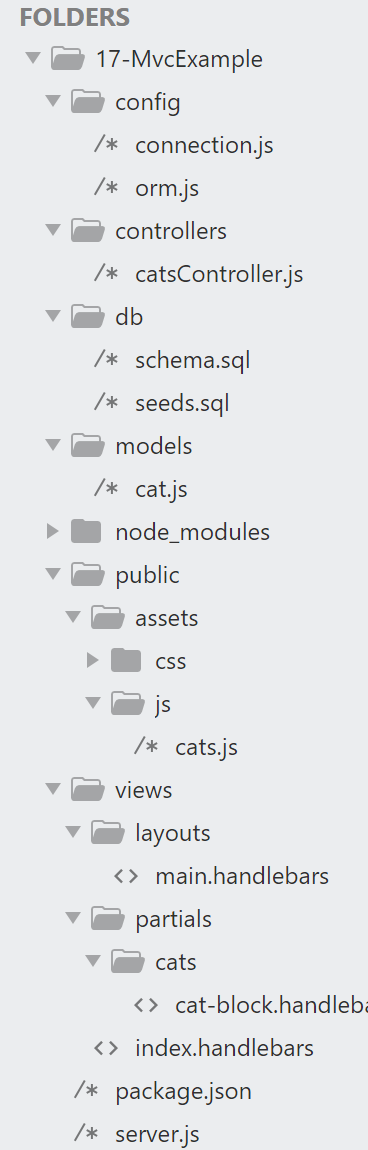 FOLDERS
17-MvcExample
config
/* connection.js
/* orm.js
controllers
/* catsController.js
db
/* schema.sql
/* seeds.sql
models
/* cat.js
node_modules
public
assets
css
js
/* cats.js
views
layouts
<> main.handlebars
partials
cats
<> cat-block.handleba
<> index.handlebars
/* package.json
/* server.js